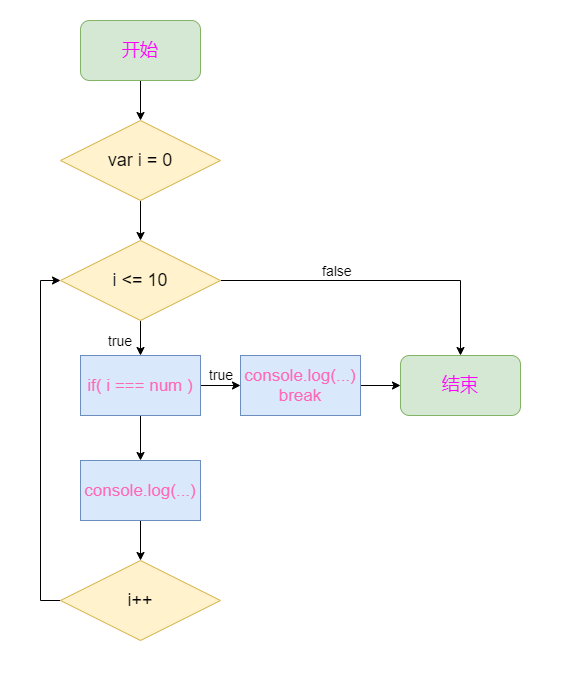 开始
var i = 0
i <= 10
false
true
if( i === num )
true
console.log(...)
break
结束
console.log(...)
i++